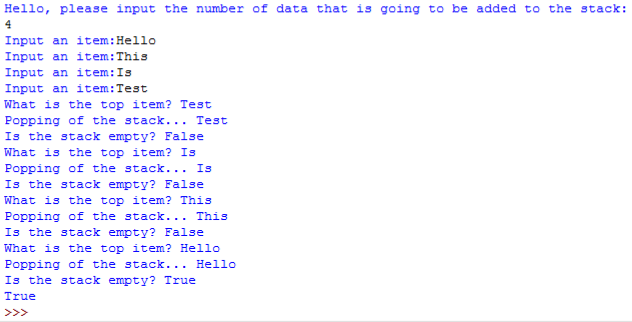 Hello, please input the number of data that is going to be added to the stack:
4
Input an item:Hello
Input an item:This
Input an item:Is
Input an item:Test
What is the top item? Test
Popping of the stack... Test
Is the stack empty? False
What is the top item? Is
Popping of the stack... Is
Is the stack empty? False
What is the top item? This
Popping of the stack... This
Is the stack empty? False
What is the top item? Hello
Popping of the stack... Hello
Is the stack empty? True
True
>>>